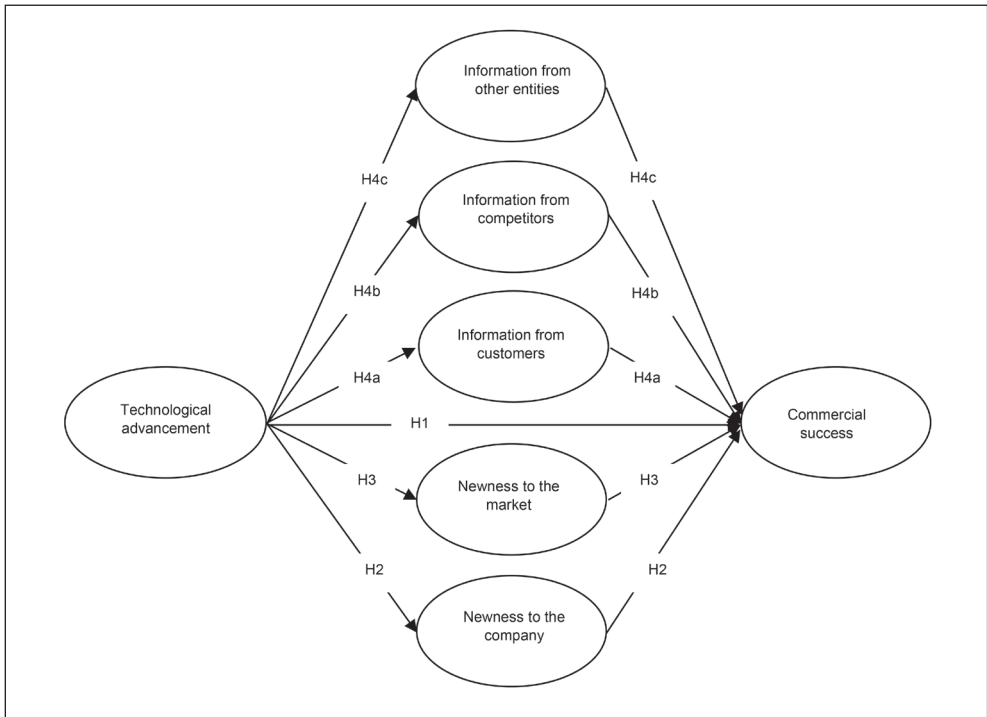 Information from
other entities
H4c
H4c
Information from
competitors
H4b
H4b
Information from
customers
H4a
H4a
Technological
advancement
H1
Commercial
success
H3
H3
Newness to the
market
H2
H2
Newness to the
company